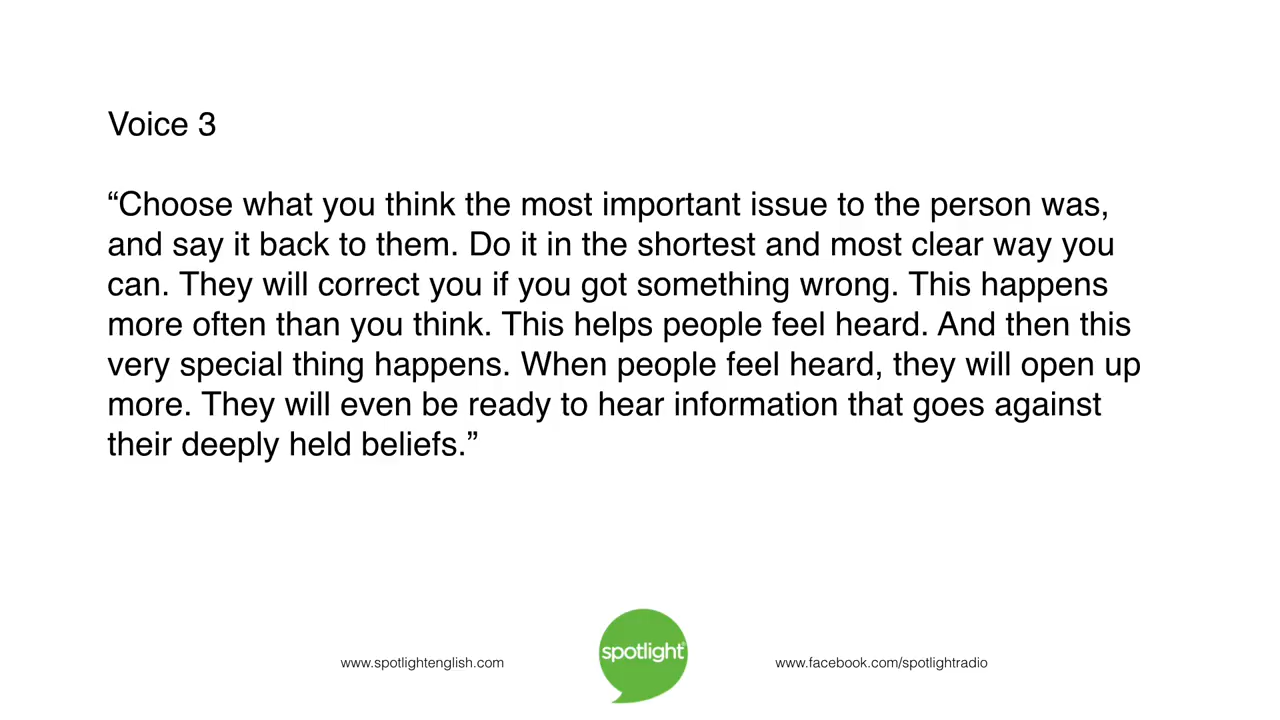 Voice 3
“Choose what you think the most important issue to the person was,
and say it back to them. Do it in the shortest and most clear way you
can. They will correct you if you got something wrong. This happens
more often than you think. This helps people feel heard. And then this
very special thing happens. When people feel heard, they will open up
more. They will even be ready to hear information that goes against
their deeply held beliefs.”
www.spotlightenglish.com
spotlight®
www.facebook.com/spotlightradio